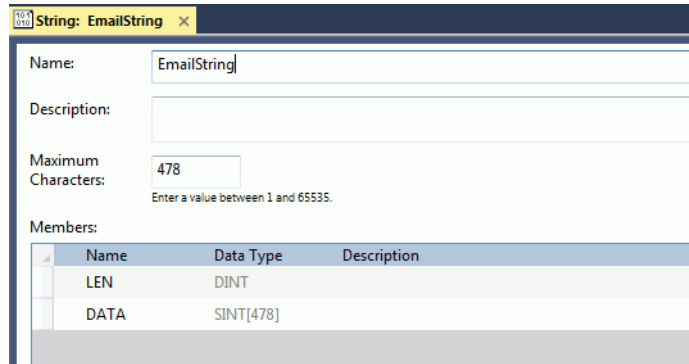 String: EmailString ×
Name: EmailString
Description:
Maximum
Characters: 478
Enter a value between 1 and 65535.
Members:
Name Data Type Description
LEN DINT
DATA SINT[478]